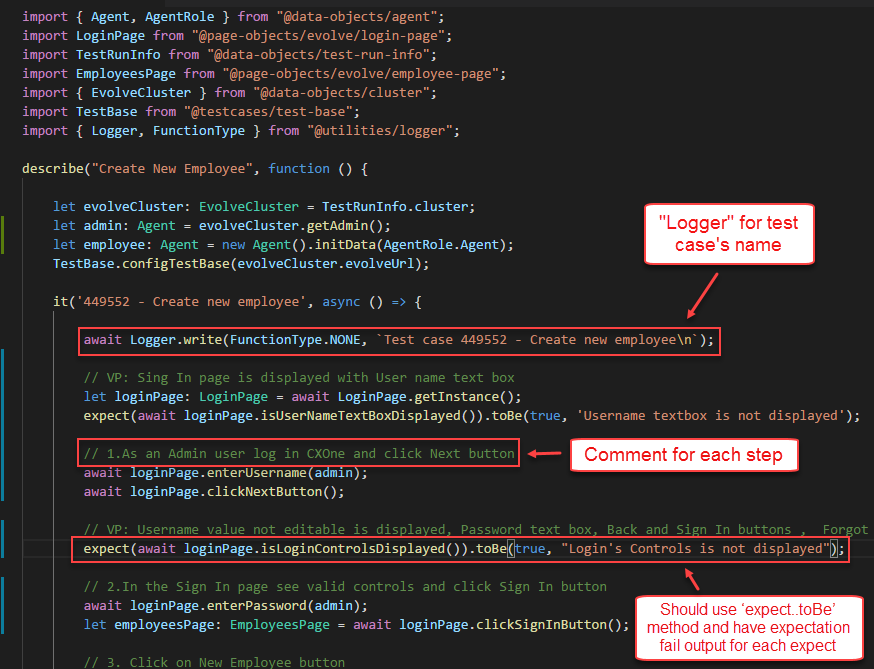 import { Agent, AgentRole } from "@data-objects/agent";
import LoginPage from "@page-objects/evolve/login-page";
import TestRunInfo from "@data-objects/test-run-info";
import EmployeesPage from "@page-objects/evolve/employee-page";
import { EvolveCluster } from "@data-objects/cluster";
import TestBase from "@testcases/test-base";
import { Logger, FunctionType } from "@utilities/logger";
describe("Create New Employee", function () {
let evolveCluster: EvolveCluster = TestRunInfo.cluster;
let admin: Agent = evolveCluster.getAdmin();
let employee: Agent = new Agent().initData(AgentRole.Agent);
TestBase.configTestBase(evolveCluster.evolveUrl);
"Logger" for test
case's name
it('449552 - Create new employee', async () => {
await Logger.write(FunctionType.NONE, `Test case 449552 - Create new employee\n`);
// VP: Sing In page is displayed with User name text box
let loginPage: LoginPage = await LoginPage.getInstance();
expect(await loginPage.isUserNameTextBoxDisplayed()).toBe(true, 'Username textbox is not displayed');
// 1.As an Admin user log in CXOne and click Next button
Comment for each step
await loginPage.enterUsername(admin);
await loginPage.clickNextButton();
// VP: Username value not editable is displayed, Password text box, Back and Sign In buttons ,  Forgot
expect(await loginPage.isLoginControlsDisplayed()).toBe(true, "Login's Controls is not displayed");
// 2.In the Sign In page see valid controls and click Sign In button
await loginPage.enterPassword(admin);
let employeesPage: EmployeesPage = await loginPage.clickSignInButton();
Should use ‘expect..toBe’
method and have expectation
fail output for each expect
// 3. Click on New Employee button